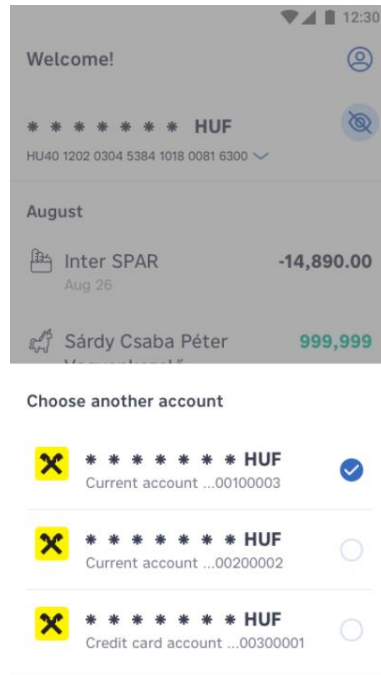 12:30
Welcome!
* * * * * * * HUF
HU40 1202 0304 5384 1018 0081 6300
August
Inter SPAR -14,890.00
Aug 26
Sárdy Csaba Péter 999,999
Choose another account
* * * * * * * HUF
Current account ...00100003
* * * * * * * HUF
Current account ...00200002
* * * * * * * HUF
Credit card account ...00300001